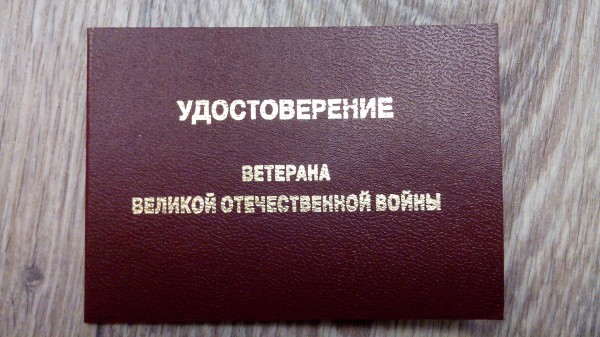 УДОСТОВЕРЕНИЕ
ВЕТЕРАНА
ВЕЛИКОЙ ОТЕЧЕСТВЕННОЙ ВОЙНЫ